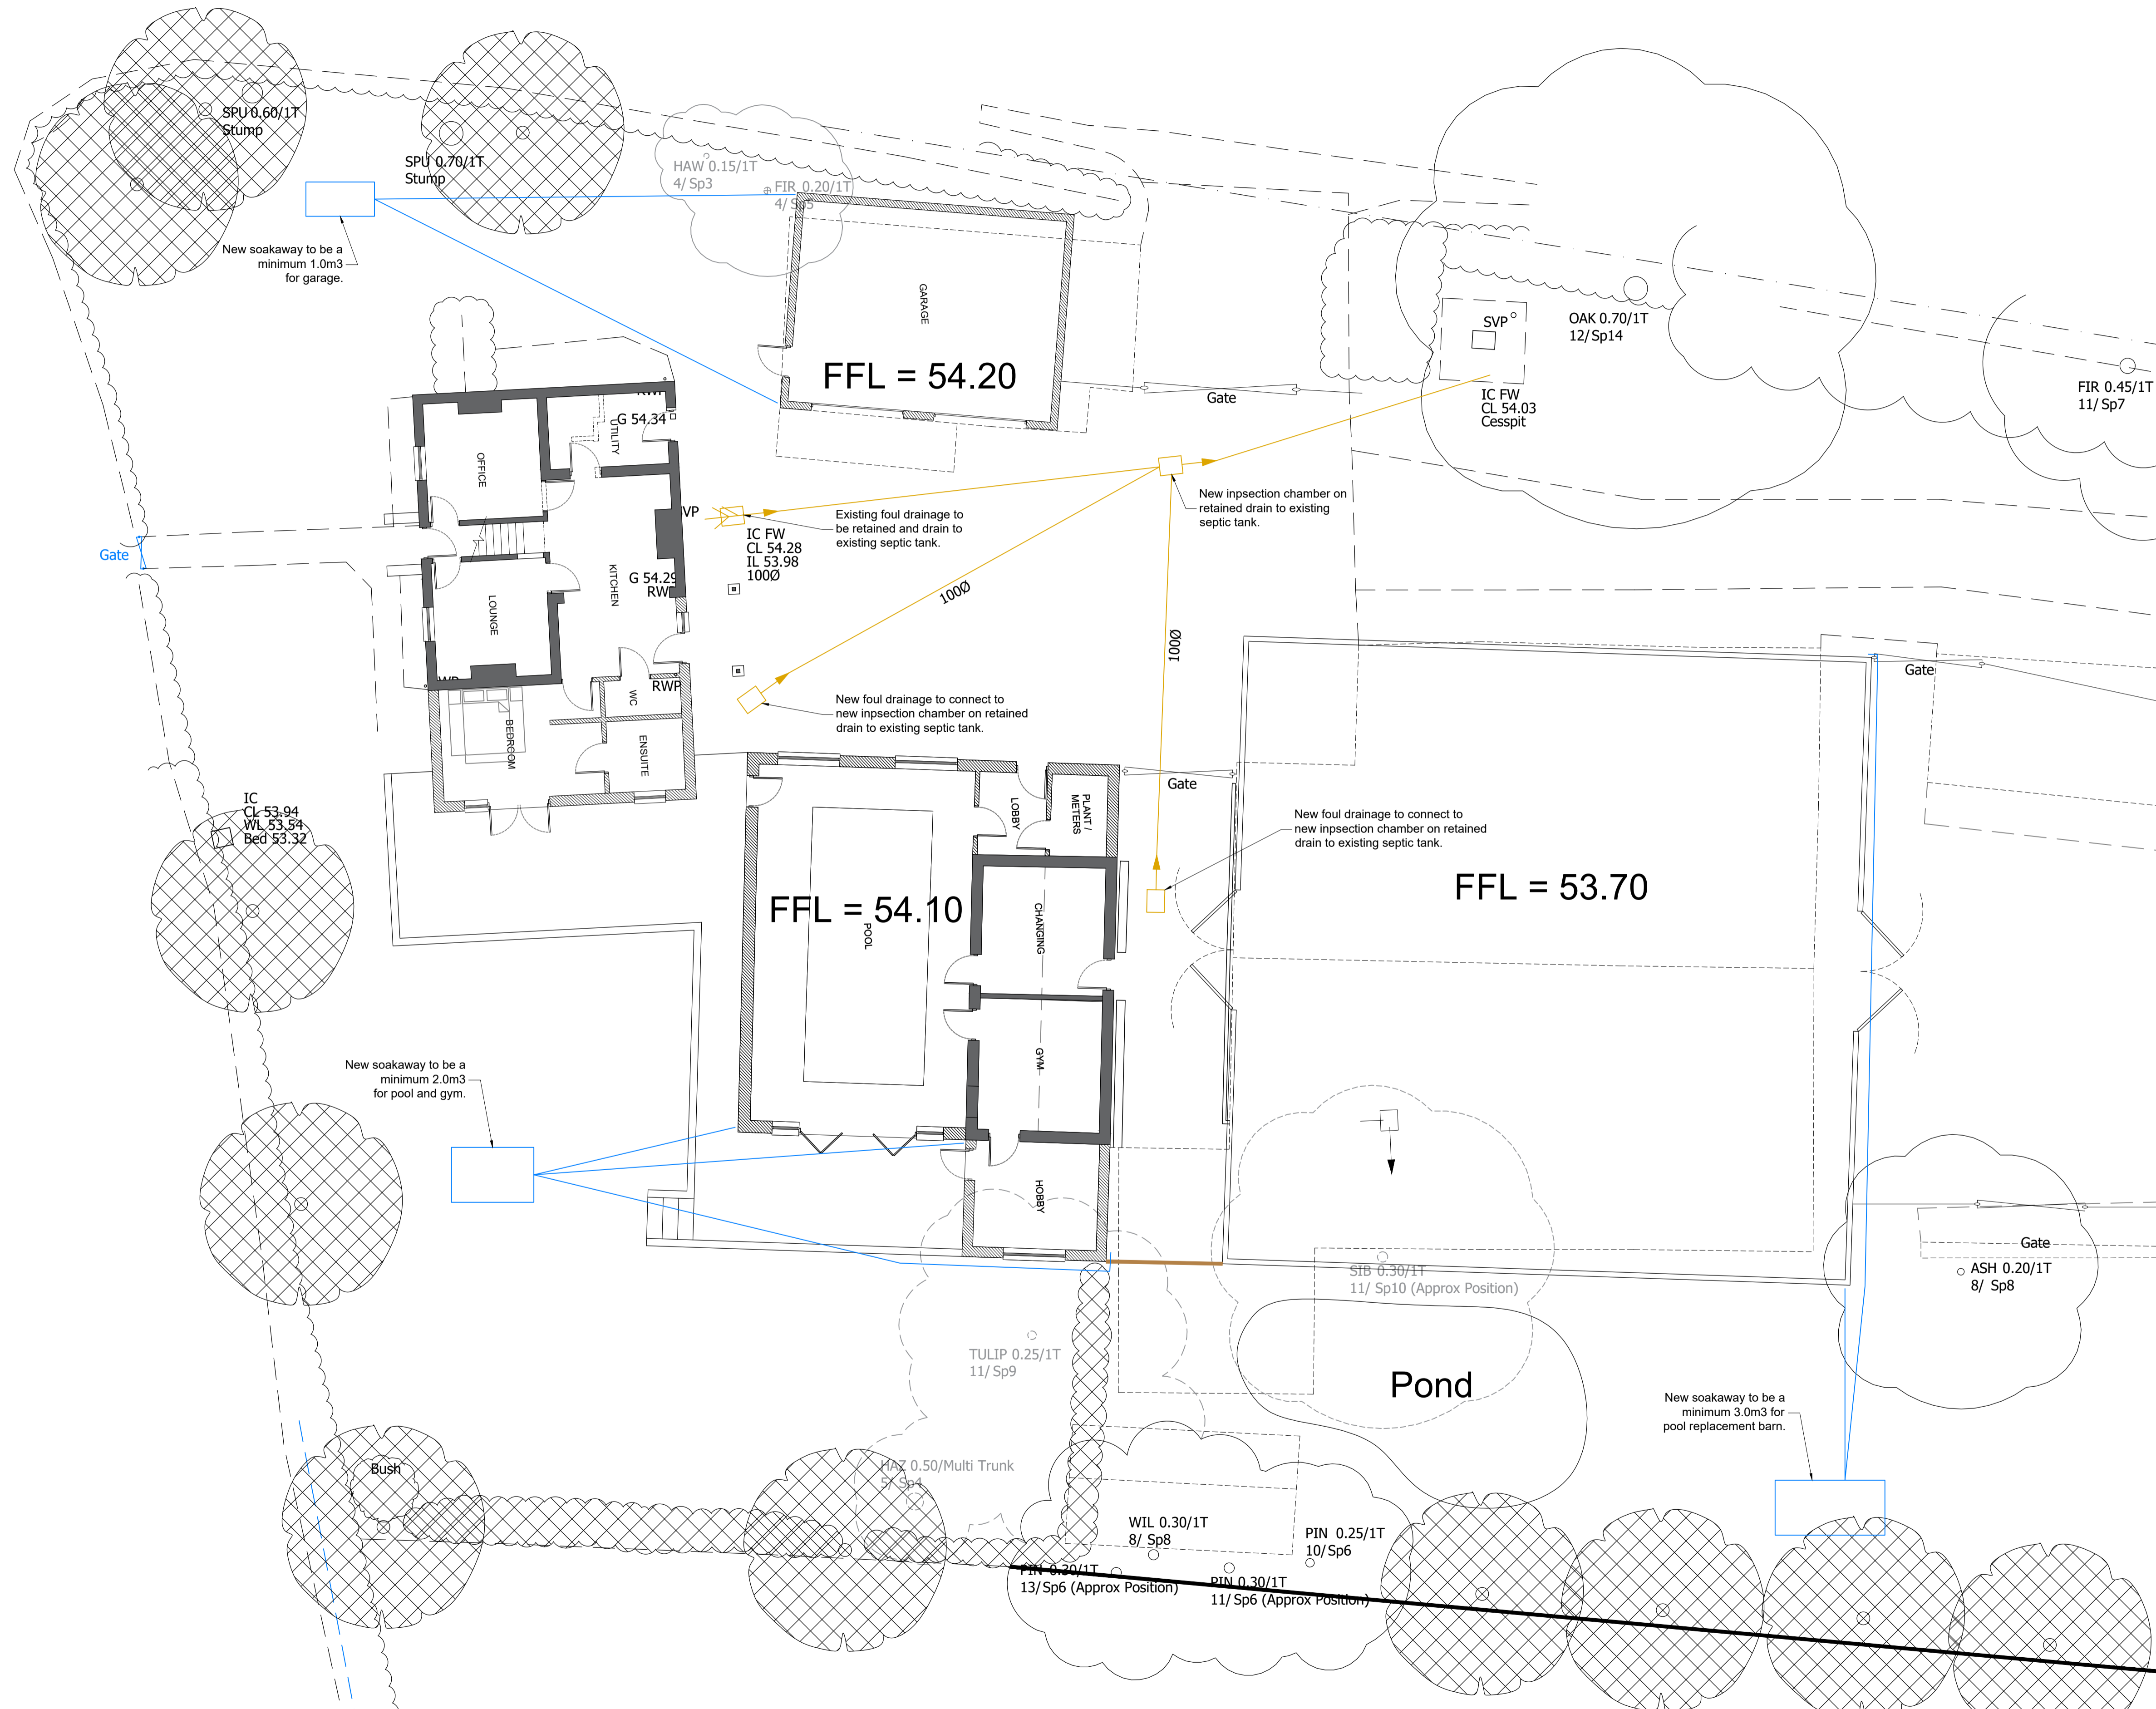 SPU 0.60/1T
Stump
SPU 0.70/1T
Stump
HAW 0.15/1T
4/ Sp3
FIR 0.20/1T
4/ Sp5
New soakaway to be a
minimum 1.0m3
for garage.
GARAGE
FFL = 54.20
Gate
SVP
OAK 0.70/1T
12/ Sp14
IC FW
CL 54.03
Cesspit
FIR 0.45/1T
11/ Sp7
G 54.34
UTILITY
OFFICE
New inpsection chamber on
retained drain to existing
septic tank.
Existing foul drainage to
be retained and drain to
existing septic tank.
IC FW
CL 54.28
IL 53.98
100Ø
Gate
KITCHEN
G 54.29
LOUNGE
100Ø
100Ø
RWP
WC
BEDROOM
ENSUITE
New foul drainage to connect to
new inpsection chamber on retained
drain to existing septic tank.
Gate
Gate
LOBBY
PLANT /
METERS
IC
CL 53.94
WL 53.54
Bed 53.32
New foul drainage to connect to
new inpsection chamber on retained
drain to existing septic tank.
FFL = 54.10
POOL
CHANGING
FFL = 53.70
GYM
New soakaway to be a
minimum 2.0m3
for pool and gym.
HOBBY
SIB 0.30/1T
11/ Sp10 (Approx Position)
Gate
ASH 0.20/1T
8/ Sp8
TULIP 0.25/1T
11/ Sp9
Pond
New soakaway to be a
minimum 3.0m3 for
pool replacement barn.
Bush
HAZ 0.50/Multi Trunk
5/ Sp4
WIL 0.30/1T
8/ Sp8
PIN 0.25/1T
10/ Sp6
PIN 0.30/1T
13/ Sp6 (Approx Position)
PIN 0.30/1T
11/ Sp6 (Approx Position)